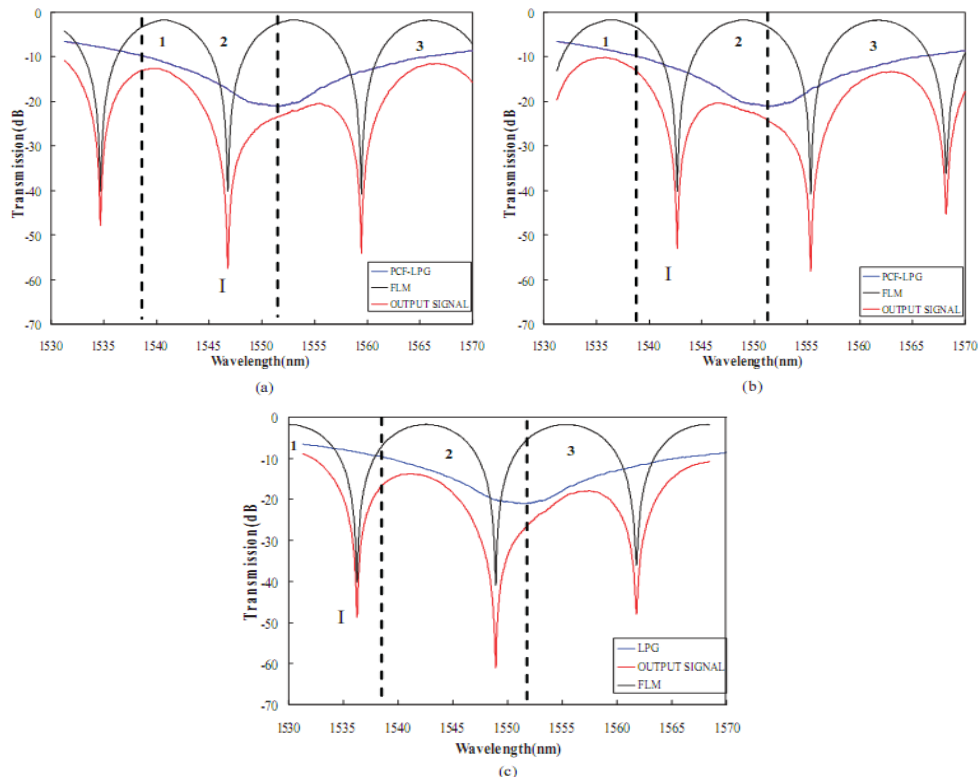 0
-10
-20
-30
-40
-50
-60
-70
Transmission(dB
1
2
3
I
PCF-LPG
FLM
OUTPUT SIGNAL
1530 1535 1540 1545 1550 1555 1560 1565 1570
Wavelength(nm)
(a)
0
-10
-20
-30
-40
-50
-60
-70
Transmission(dB
1
2
3
I
PCF-LPG
FLM
OUTPUT SIGNAL
1530 1535 1540 1545 1550 1555 1560 1565 1570
Wavelength(nm)
(b)
0
-10
-20
-30
-40
-50
-60
-70
Transmission(dB
1
2
3
I
LPG
OUTPUT SIGNAL
FLM
1530 1535 1540 1545 1550 1555 1560 1565 1570
Wavelength(nm)
(c)